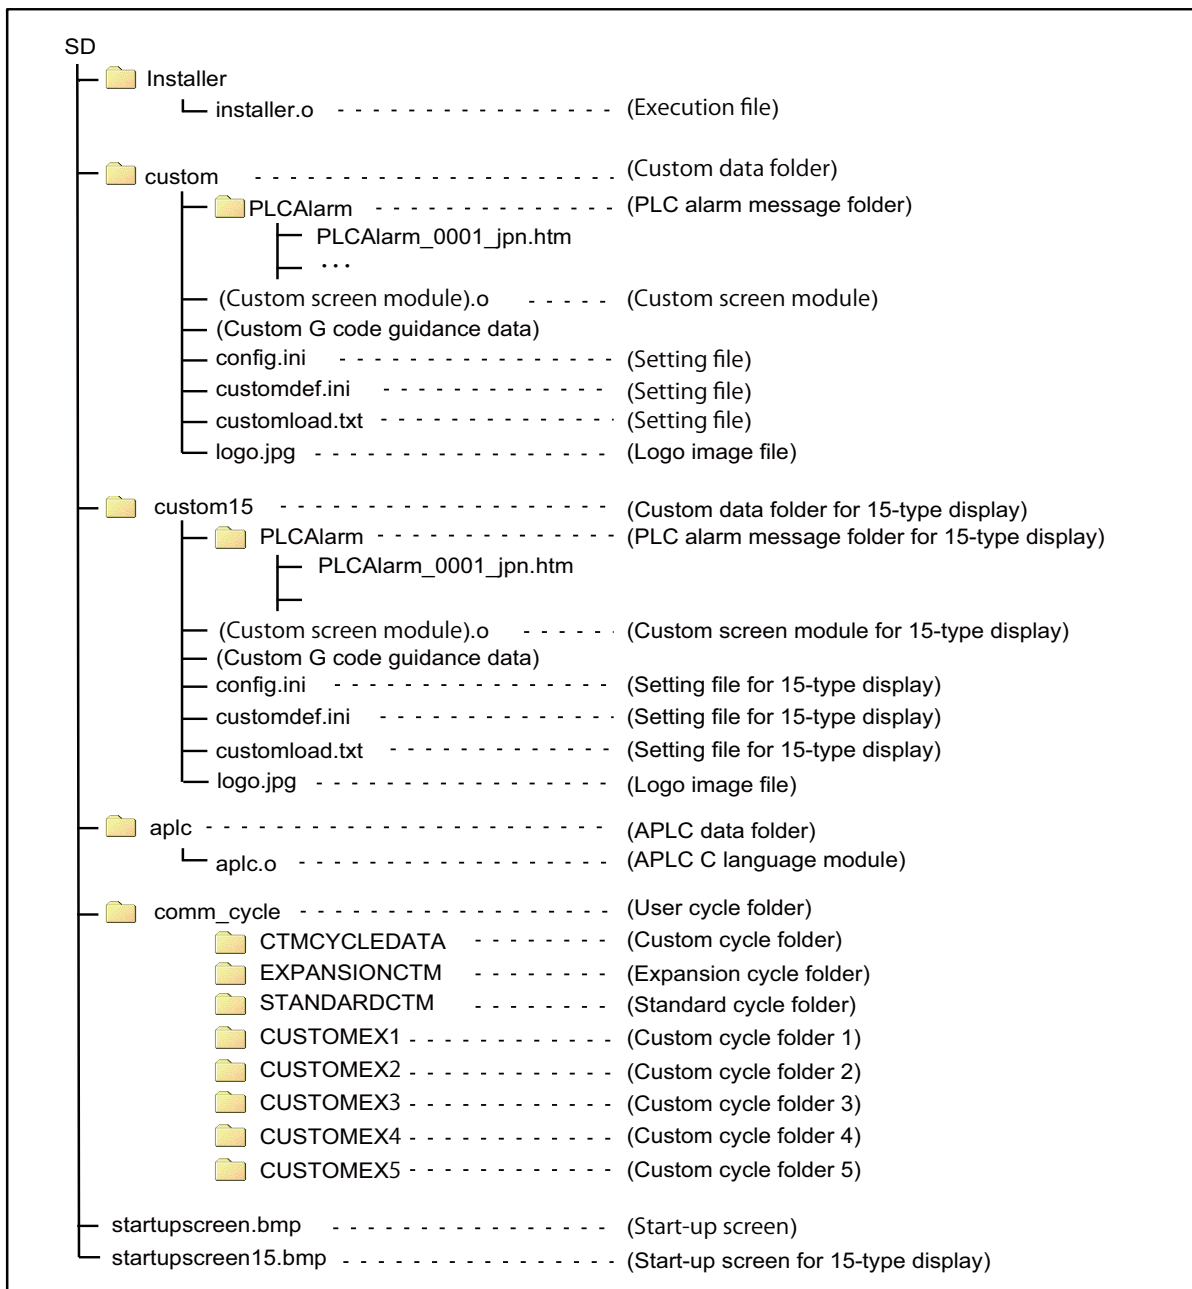 SD
Installer
installer.o - - - - - - - - - - - - - - - - (Execution file)
custom - - - - - - - - - - - - - - - - - - - - - (Custom data folder)
PLCAlarm - - - - - - - - - - - - - - (PLC alarm message folder)
PLCAlarm_0001_jpn.htm
...
(Custom screen module).o - - - - - (Custom screen module)
(Custom G code guidance data)
config.ini - - - - - - - - - - - - - - - - (Setting file)
customdef.ini - - - - - - - - - - - - - (Setting file)
customload.txt - - - - - - - - - - - - - (Setting file)
logo.jpg - - - - - - - - - - - - - - - - - (Logo image file)
custom15 - - - - - - - - - - - - - - - - - - - (Custom data folder for 15-type display)
PLCAlarm - - - - - - - - - - - - - - (PLC alarm message folder for 15-type display)
PLCAlarm_0001_jpn.htm
(Custom screen module).o - - - - - - (Custom screen module for 15-type display)
(Custom G code guidance data)
config.ini - - - - - - - - - - - - - - - - (Setting file for 15-type display)
customdef.ini - - - - - - - - - - - - - (Setting file for 15-type display)
customload.txt - - - - - - - - - - - - - (Setting file for 15-type display)
logo.jpg - - - - - - - - - - - - - - - - - (Logo image file)
aplc - - - - - - - - - - - - - - - - - - - - - - - (APLC data folder)
aplc.o - - - - - - - - - - - - - - - - - - (APLC C language module)
comm_cycle - - - - - - - - - - - - - - - - - - (User cycle folder)
CTMCYCLEDATA - - - - - - - - (Custom cycle folder)
EXPANSIONCTM - - - - - - - - (Expansion cycle folder)
STANDARDCTM - - - - - - - - (Standard cycle folder)
CUSTOMEX1 - - - - - - - - - - - - (Custom cycle folder 1)
CUSTOMEX2 - - - - - - - - - - - - (Custom cycle folder 2)
CUSTOMEX3 - - - - - - - - - - - - (Custom cycle folder 3)
CUSTOMEX4 - - - - - - - - - - - - (Custom cycle folder 4)
CUSTOMEX5 - - - - - - - - - - - - (Custom cycle folder 5)
startupscreen.bmp - - - - - - - - - - - - - - - - (Start-up screen)
startupscreen15.bmp - - - - - - - - - - - - - - - - (Start-up screen for 15-type display)